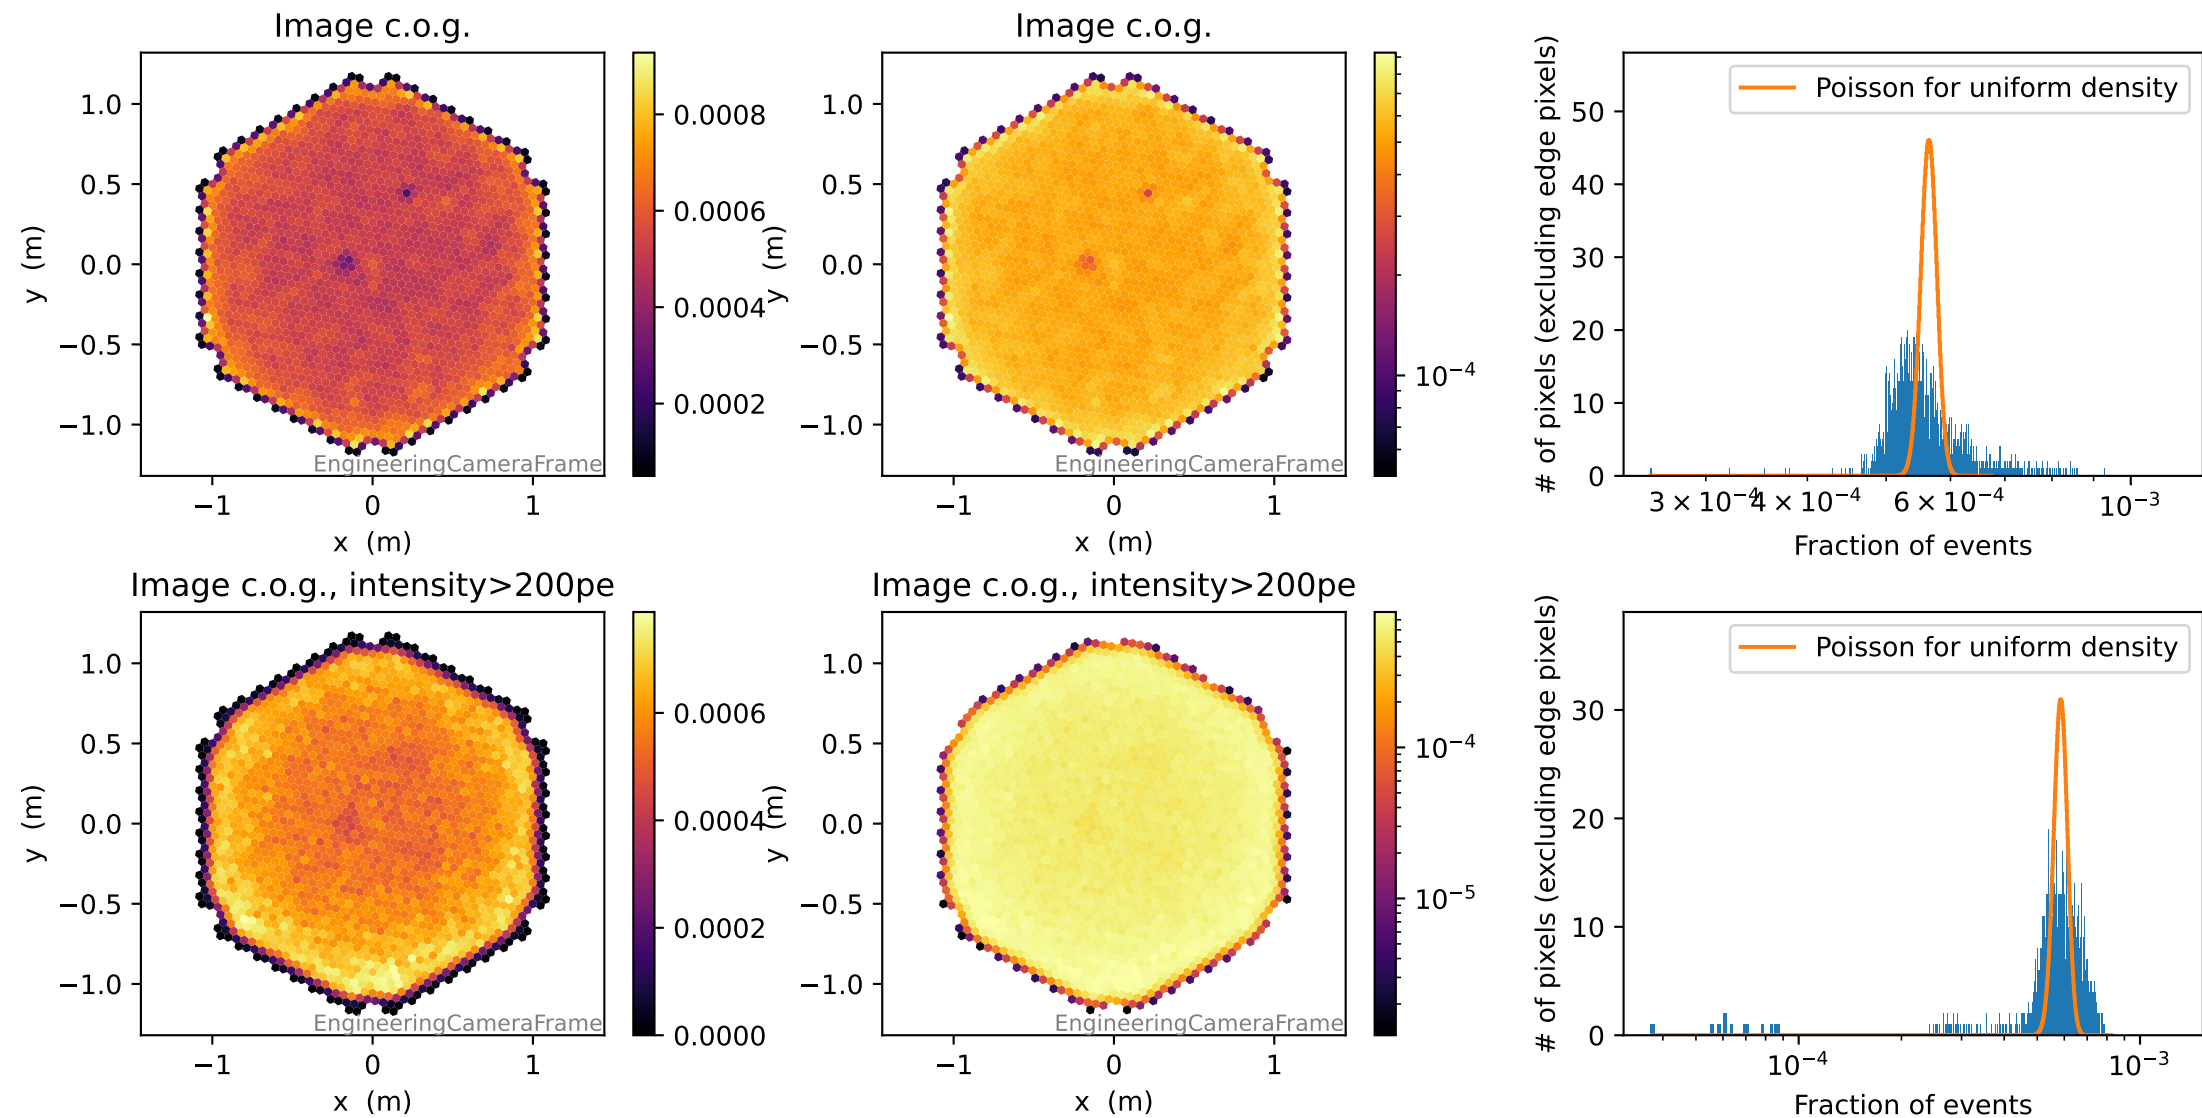 Image c.o.g.
1.0
0.5
0.0
−0.5
−1.0
y (m)
−1
0
1
x (m)
EngineeringCameraFrame
0.0008
0.0006
0.0004
0.0002
Image c.o.g.
1.0
0.5
0.0
−0.5
−1.0
y (m)
−1
0
1
x (m)
EngineeringCameraFrame
10⁻⁴
Poisson for uniform density
# of pixels (excluding edge pixels)
50
40
30
20
10
0
3 × 10⁻⁴
4 × 10⁻⁴
6 × 10⁻⁴
10⁻³
Fraction of events
Image c.o.g., intensity>200pe
1.0
0.5
0.0
−0.5
−1.0
y (m)
−1
0
1
x (m)
EngineeringCameraFrame
0.0006
0.0004
0.0002
0.0000
Image c.o.g., intensity>200pe
1.0
0.5
0.0
−0.5
−1.0
y (m)
−1
0
1
x (m)
EngineeringCameraFrame
10⁻⁴
10⁻⁵
Poisson for uniform density
# of pixels (excluding edge pixels)
30
20
10
0
10⁻⁴
10⁻³
Fraction of events